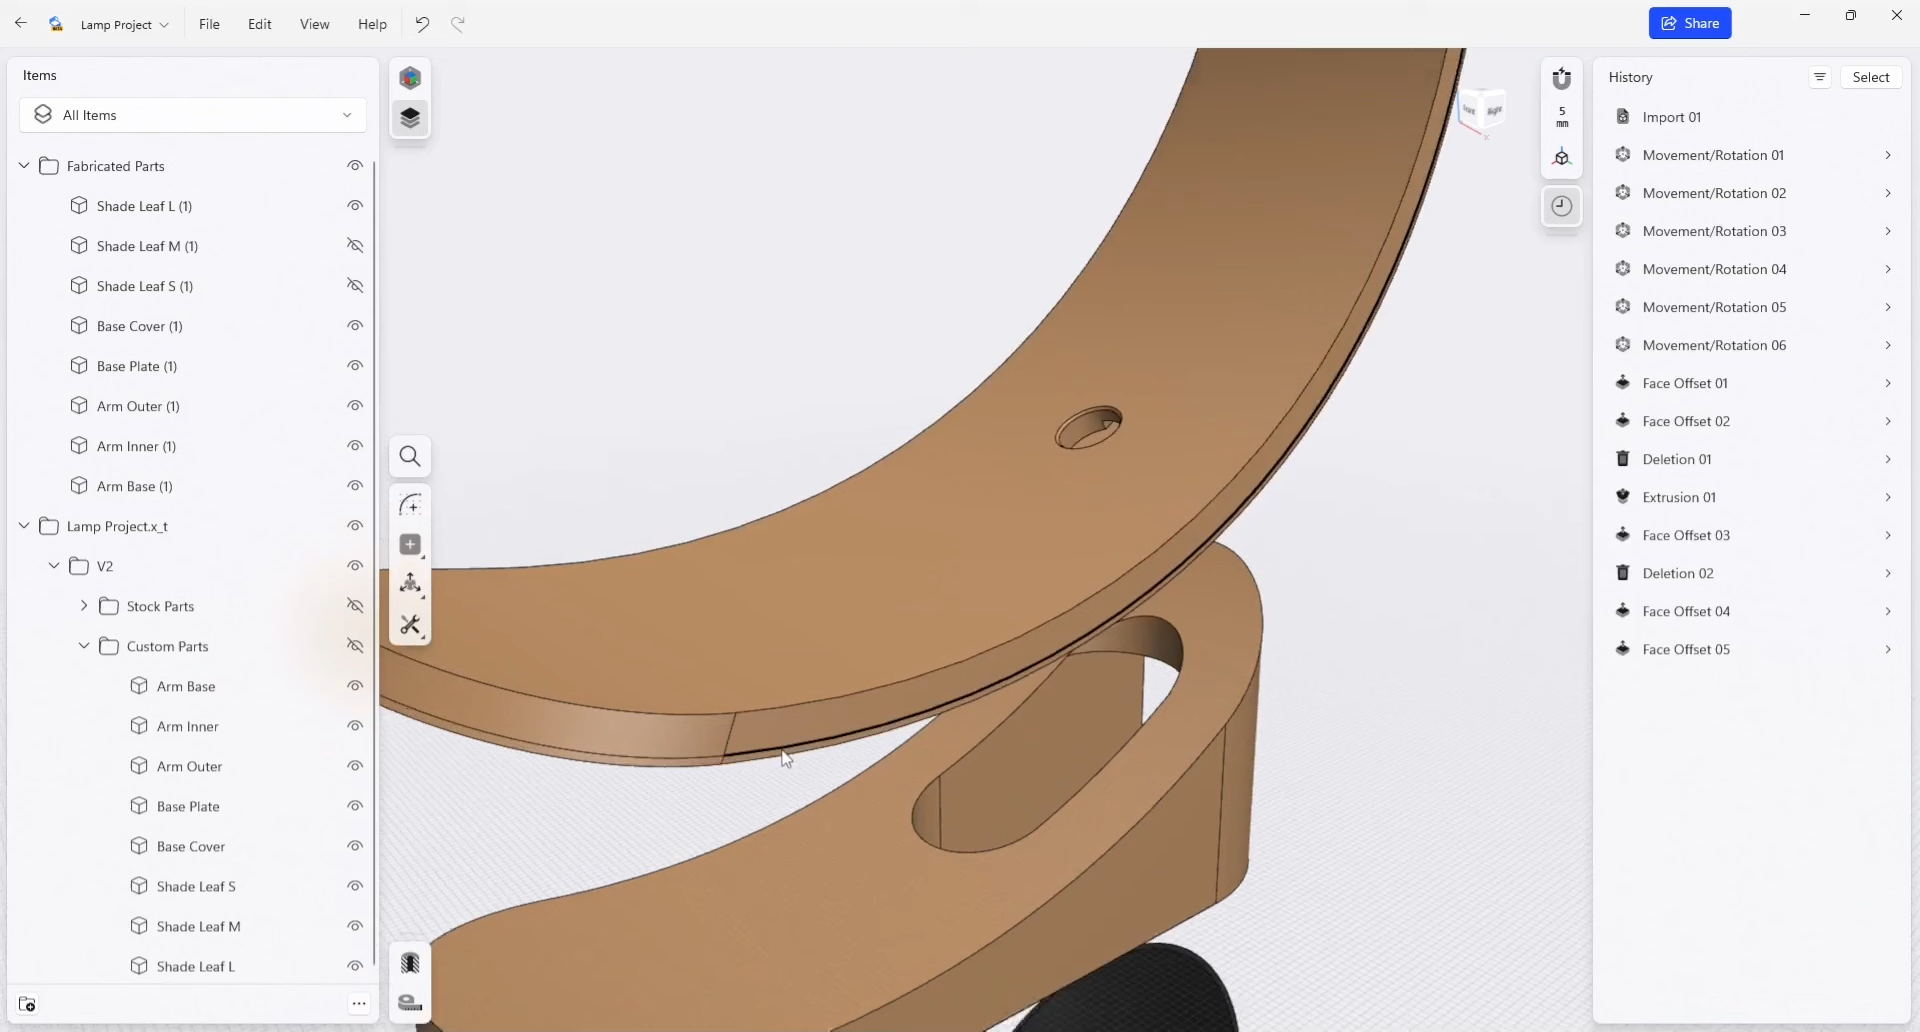 Lamp Project
File
Edit
View
Help
Share
Items
All Items
Fabricated Parts
Shade Leaf L (1)
Shade Leaf M (1)
Shade Leaf S (1)
Base Cover (1)
Base Plate (1)
Arm Outer (1)
Arm Inner (1)
Arm Base (1)
Lamp Project.x_t
V2
Stock Parts
Custom Parts
Arm Base
Arm Inner
Arm Outer
Base Plate
Base Cover
Shade Leaf S
Shade Leaf M
Shade Leaf L
Front
Right
X
5
mm
History
Select
Import 01
Movement/Rotation 01
Movement/Rotation 02
Movement/Rotation 03
Movement/Rotation 04
Movement/Rotation 05
Movement/Rotation 06
Face Offset 01
Face Offset 02
Deletion 01
Extrusion 01
Face Offset 03
Deletion 02
Face Offset 04
Face Offset 05